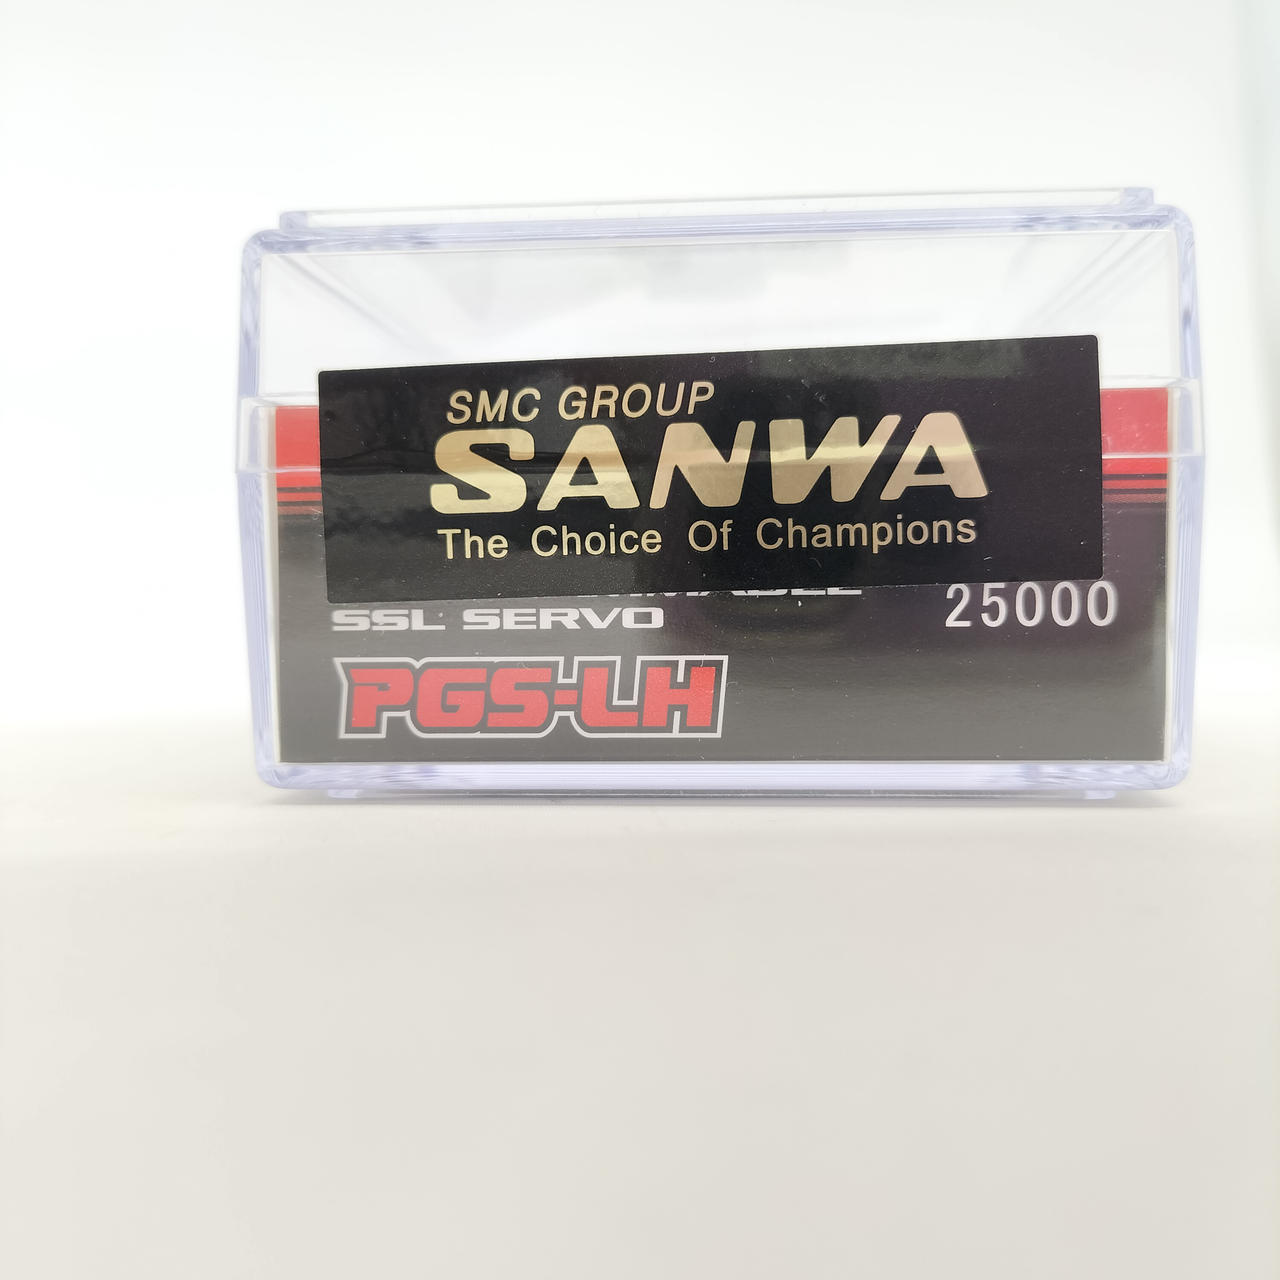 SMC GROUP
SANWA
The Choice Of Champions
SSL SERVO
25000
PGS-LH